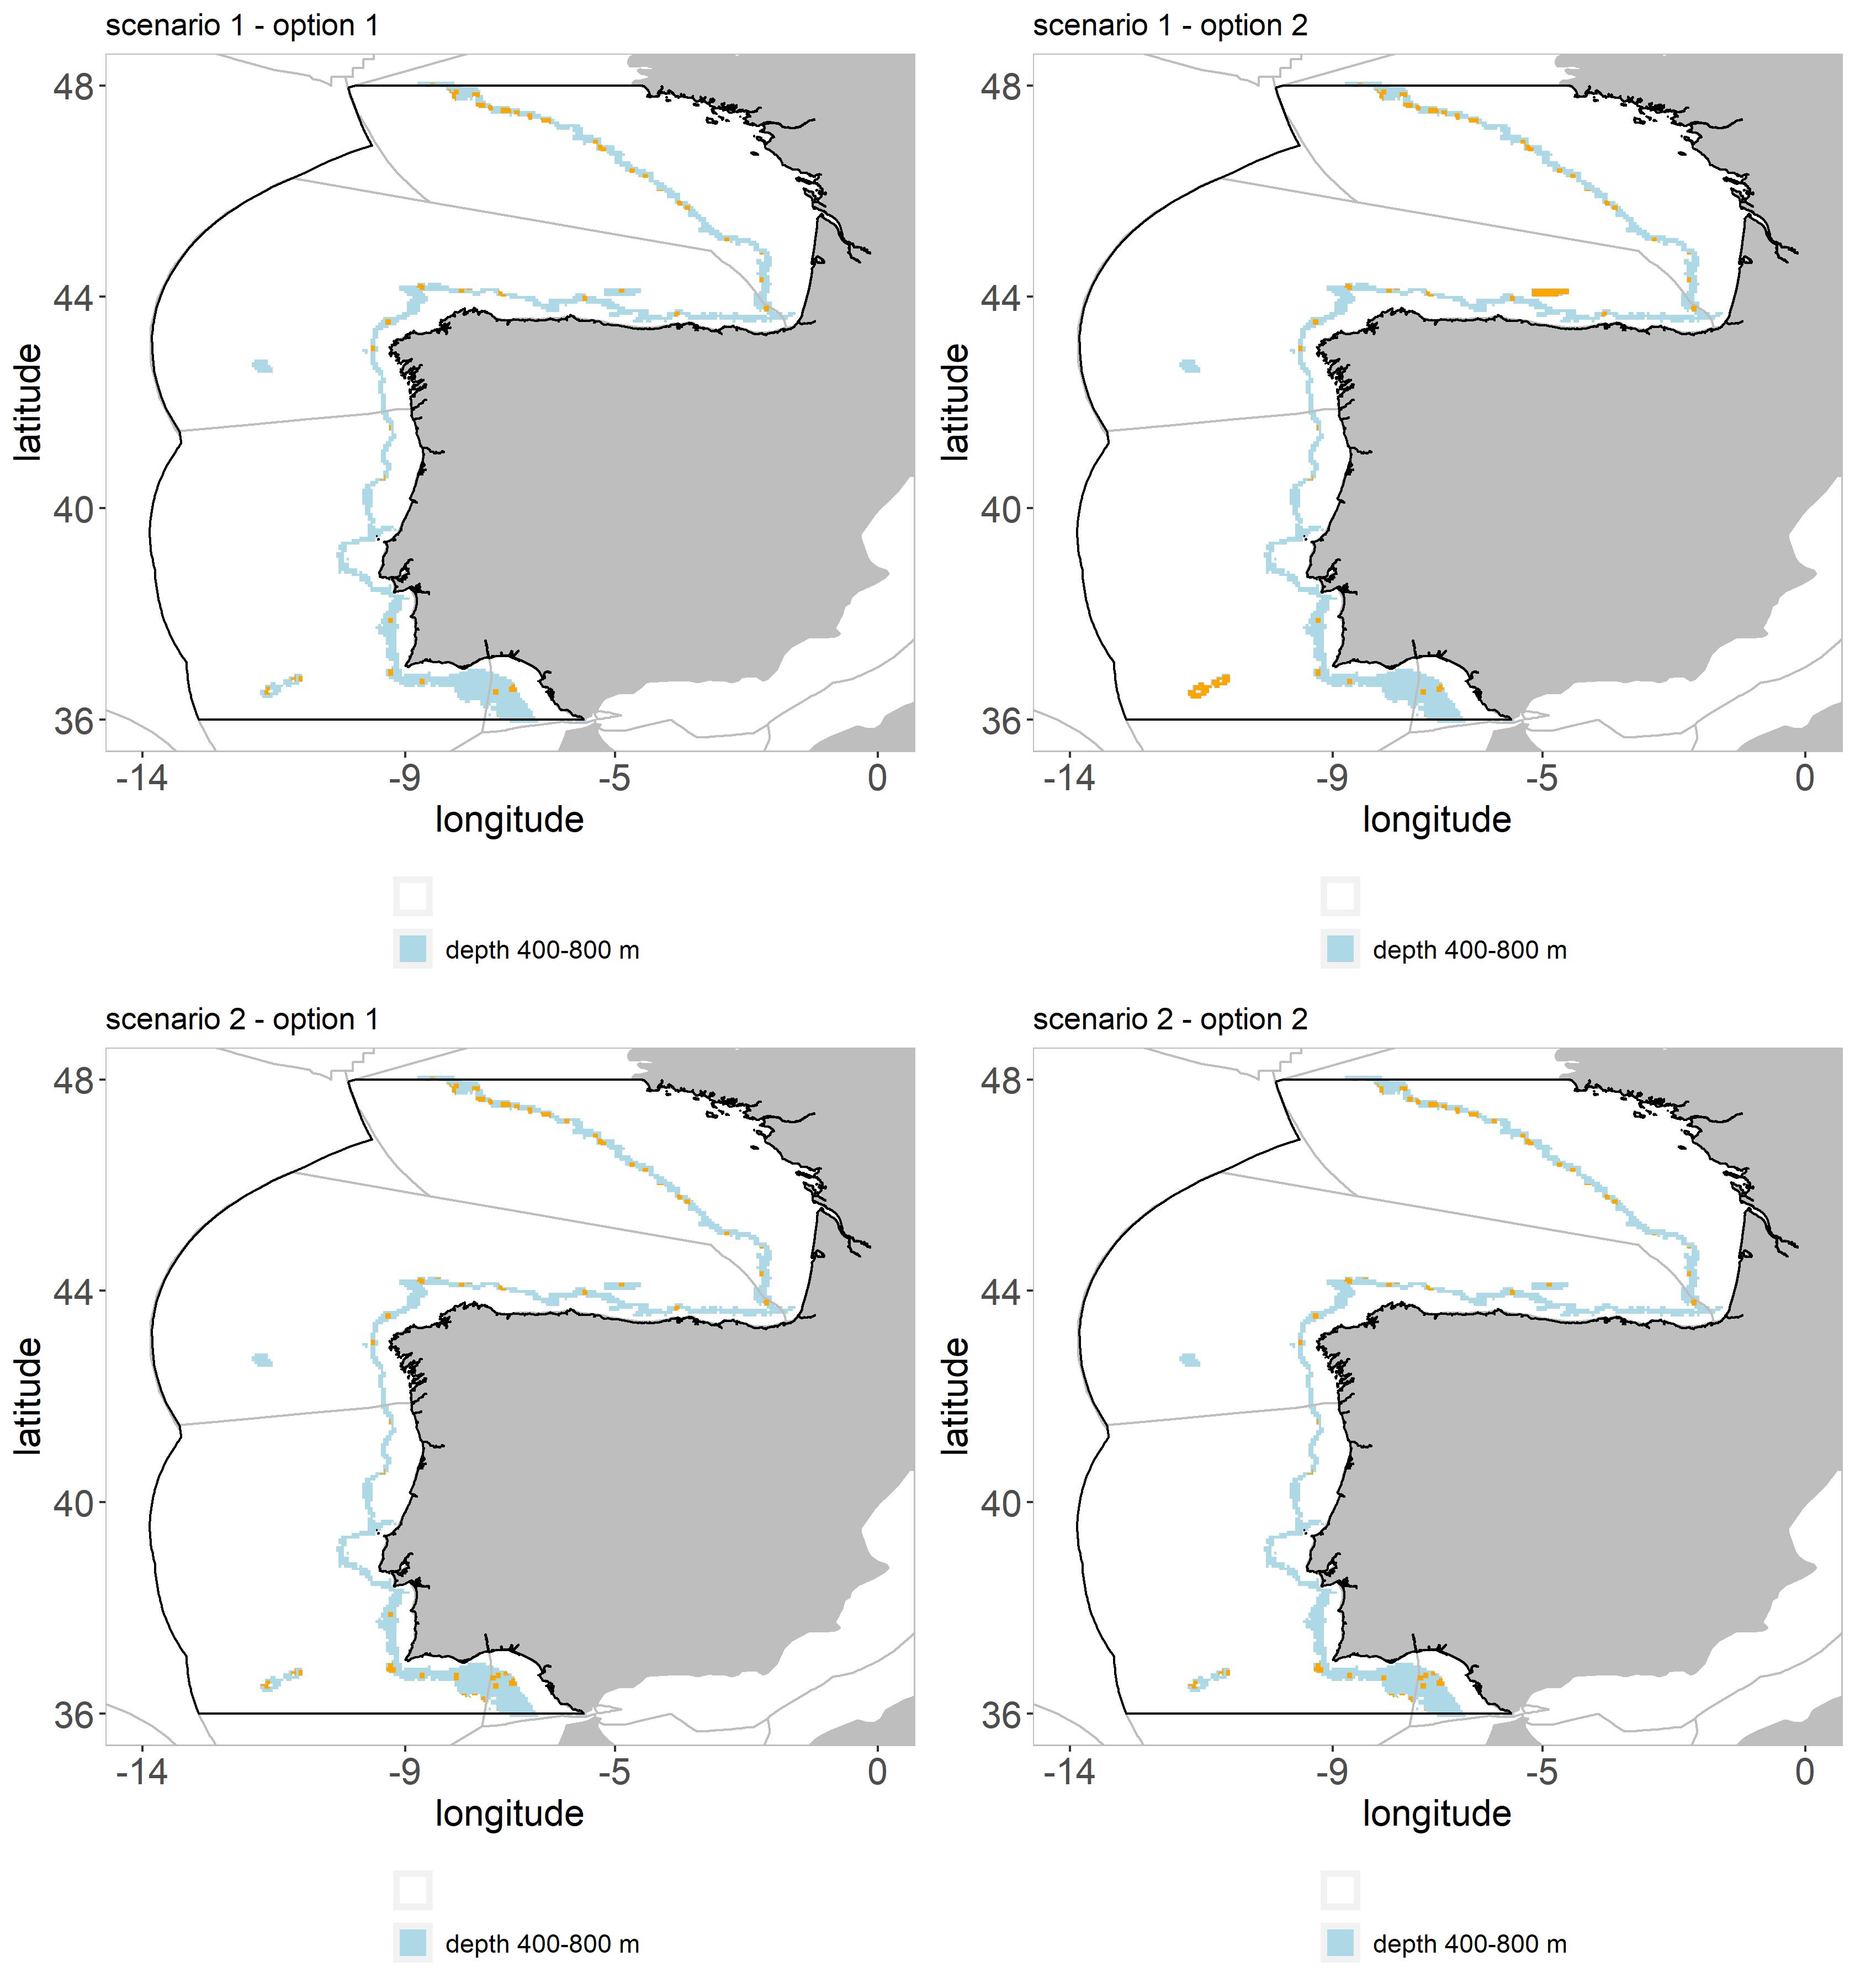 scenario 1 - option 1
48
44
40
36
latitude
-14 -9 -5 0
longitude
depth 400-800 m
scenario 1 - option 2
48
44
40
36
latitude
-14 -9 -5 0
longitude
depth 400-800 m
scenario 2 - option 1
48
44
40
36
latitude
-14 -9 -5 0
longitude
depth 400-800 m
scenario 2 - option 2
48
44
40
36
latitude
-14 -9 -5 0
longitude
depth 400-800 m